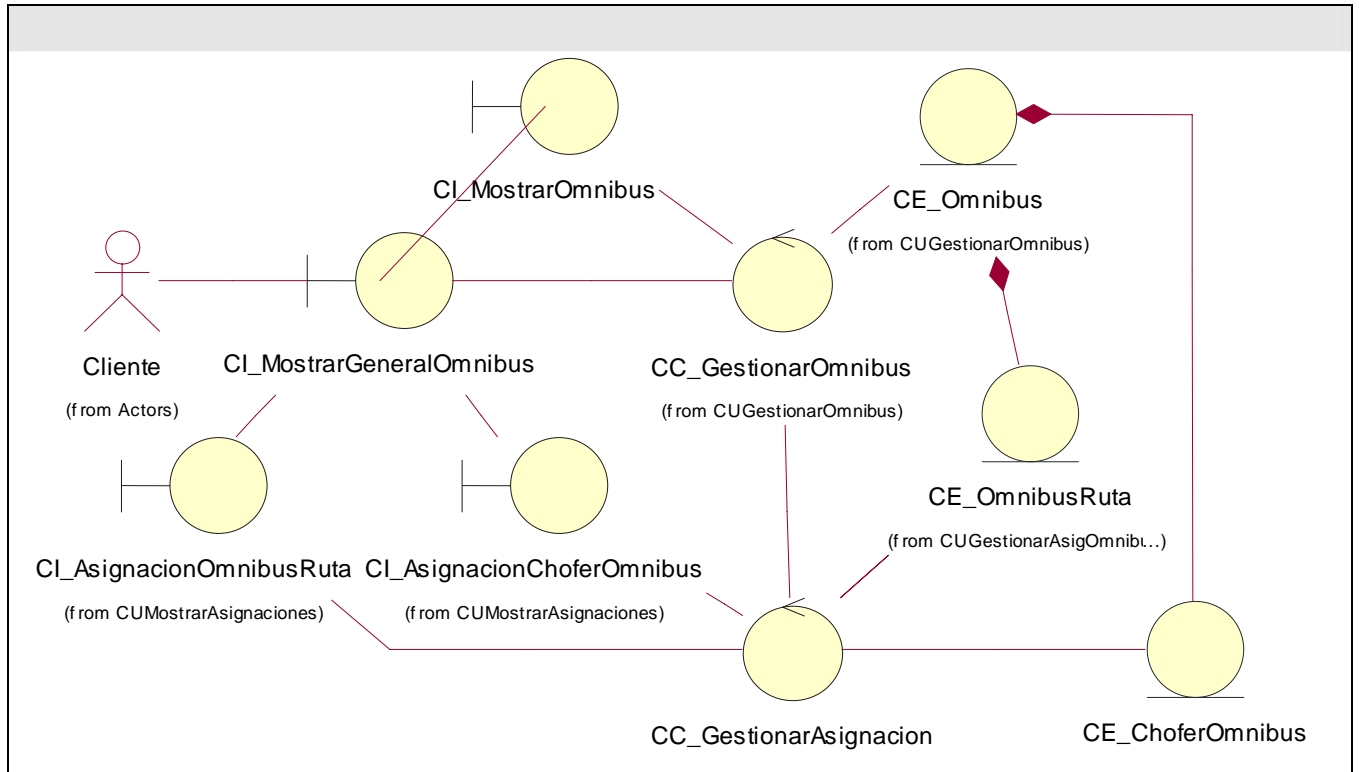 CI_MostrarOmnibus
CE_Omnibus
(from CUGestionarOmnibus)
Cliente
(from Actors)
CI_MostrarGeneralOmnibus
CC_GestionarOmnibus
(from CUGestionarOmnibus)
CE_OmnibusRuta
(from CUGestionarAsigOmnibu...)
CI_AsignacionOmnibusRuta
(from CUMostrarAsignaciones)
CI_AsignacionChoferOmnibus
(from CUMostrarAsignaciones)
CC_GestionarAsignacion
CE_ChoferOmnibus